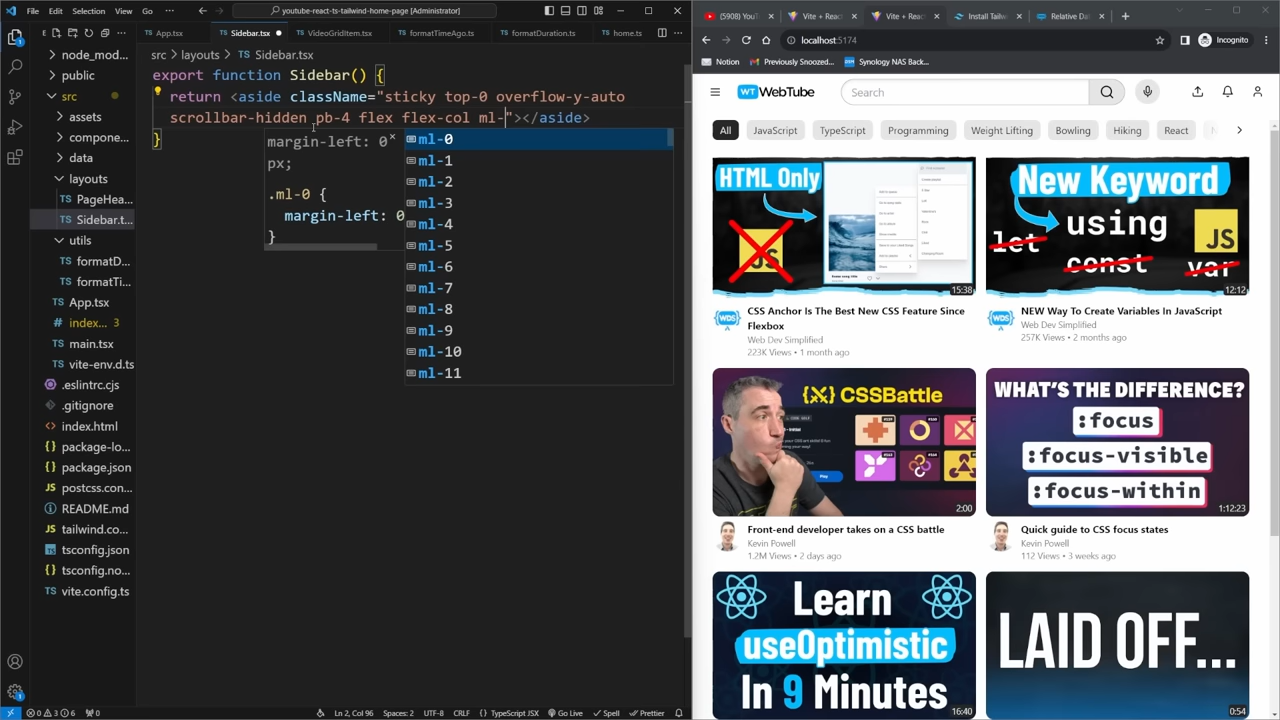 File Edit Selection View Go ··· youtube-react-ts-tailwind-home-page [Administrator]
App.tsx Sidebar.tsx VideoGridItem.tsx formatTimeAgo.ts formatDuration.ts home.ts
node_mod...
public
src
assets
compone...
data
layouts
PageHea...
Sidebar.t...
utils
formatD...
formatTi...
App.tsx
index... 3
main.tsx
vite-env.d.ts
.eslintrc.cjs
.gitignore
index.html
package-lo...
package.json
postcss.con...
README.md
tailwind.co...
tsconfig.json
tsconfig.no...
vite.config.ts
src > layouts > Sidebar.tsx
export function Sidebar() {
return <aside className="sticky top-0 overflow-y-auto
scrollbar-hidden pb-4 flex flex-col ml-"></aside>
}
margin-left: 0
px;
.ml-0 {
margin-left: 0
}
ml-0
ml-1
ml-2
ml-3
ml-4
ml-5
ml-6
ml-7
ml-8
ml-9
ml-10
ml-11
0 3 6 0 Ln 2, Col 96 Spaces: 2 UTF-8 CRLF {} TypeScript JSX Go Live Spell Prettier
(5908) YouT Vite + Reac Vite + Reac Install Tailw Relative Da
localhost:5174 Incognito
Notion Previously Snoozed... Synology NAS Back...
WT WebTube Search
All JavaScript TypeScript Programming Weight Lifting Bowling Hiking React
HTML Only
JS
15:38
New Keyword
let using
const var
JS
12:12
WDS CSS Anchor Is The Best New CSS Feature Since
Flexbox
Web Dev Simplified
223K Views • 1 month ago
WDS NEW Way To Create Variables In JavaScript
Web Dev Simplified
257K Views • 2 months ago
CSSBattle
2:00
WHAT'S THE DIFFERENCE?
:focus
:focus-visible
:focus-within
1:12:23
Front-end developer takes on a CSS battle
Kevin Powell
1.2M Views • 2 days ago
Quick guide to CSS focus states
Kevin Powell
112 Views • 3 weeks ago
Learn
useOptimistic
In 9 Minutes
16:40
LAID OFF...
0:54